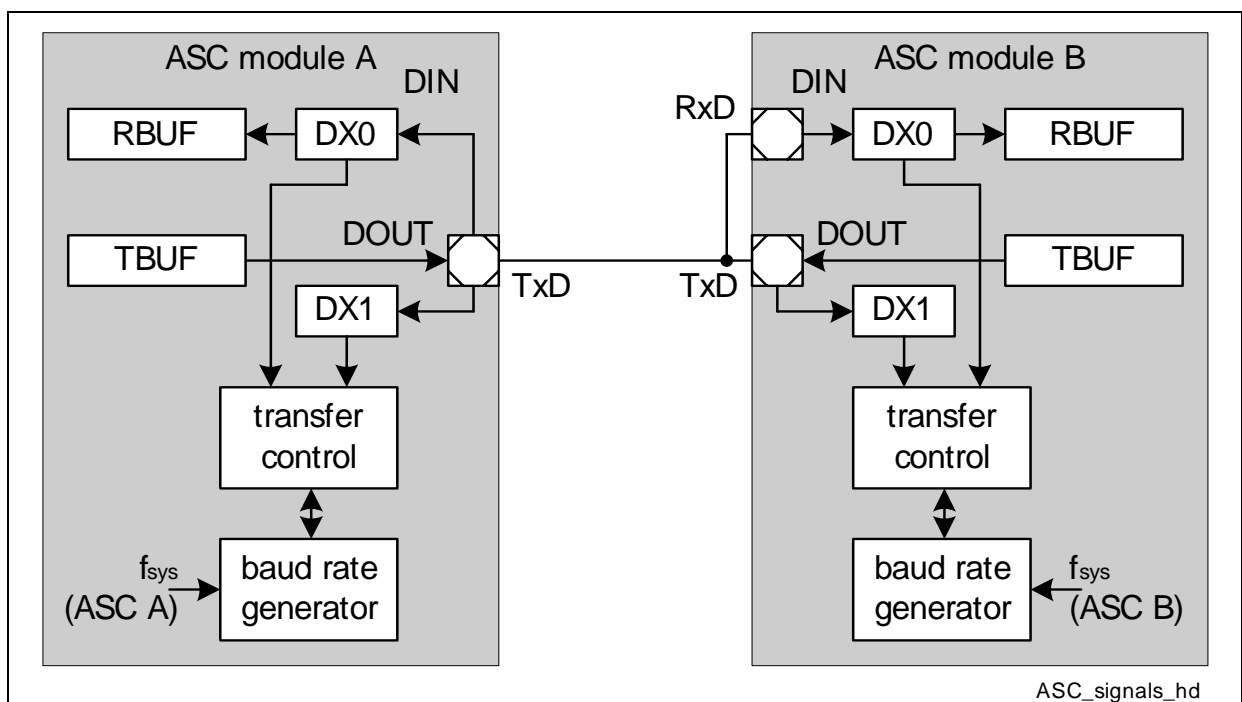 ASC module A
DIN
RBUF
DX0
DOUT
TBUF
TxD
DX1
transfer
control
baud rate
generator
fsys
(ASC A)
ASC module B
RxD
DIN
DX0
RBUF
TxD
DOUT
TBUF
DX1
transfer
control
baud rate
generator
fsys
(ASC B)
ASC_signals_hd